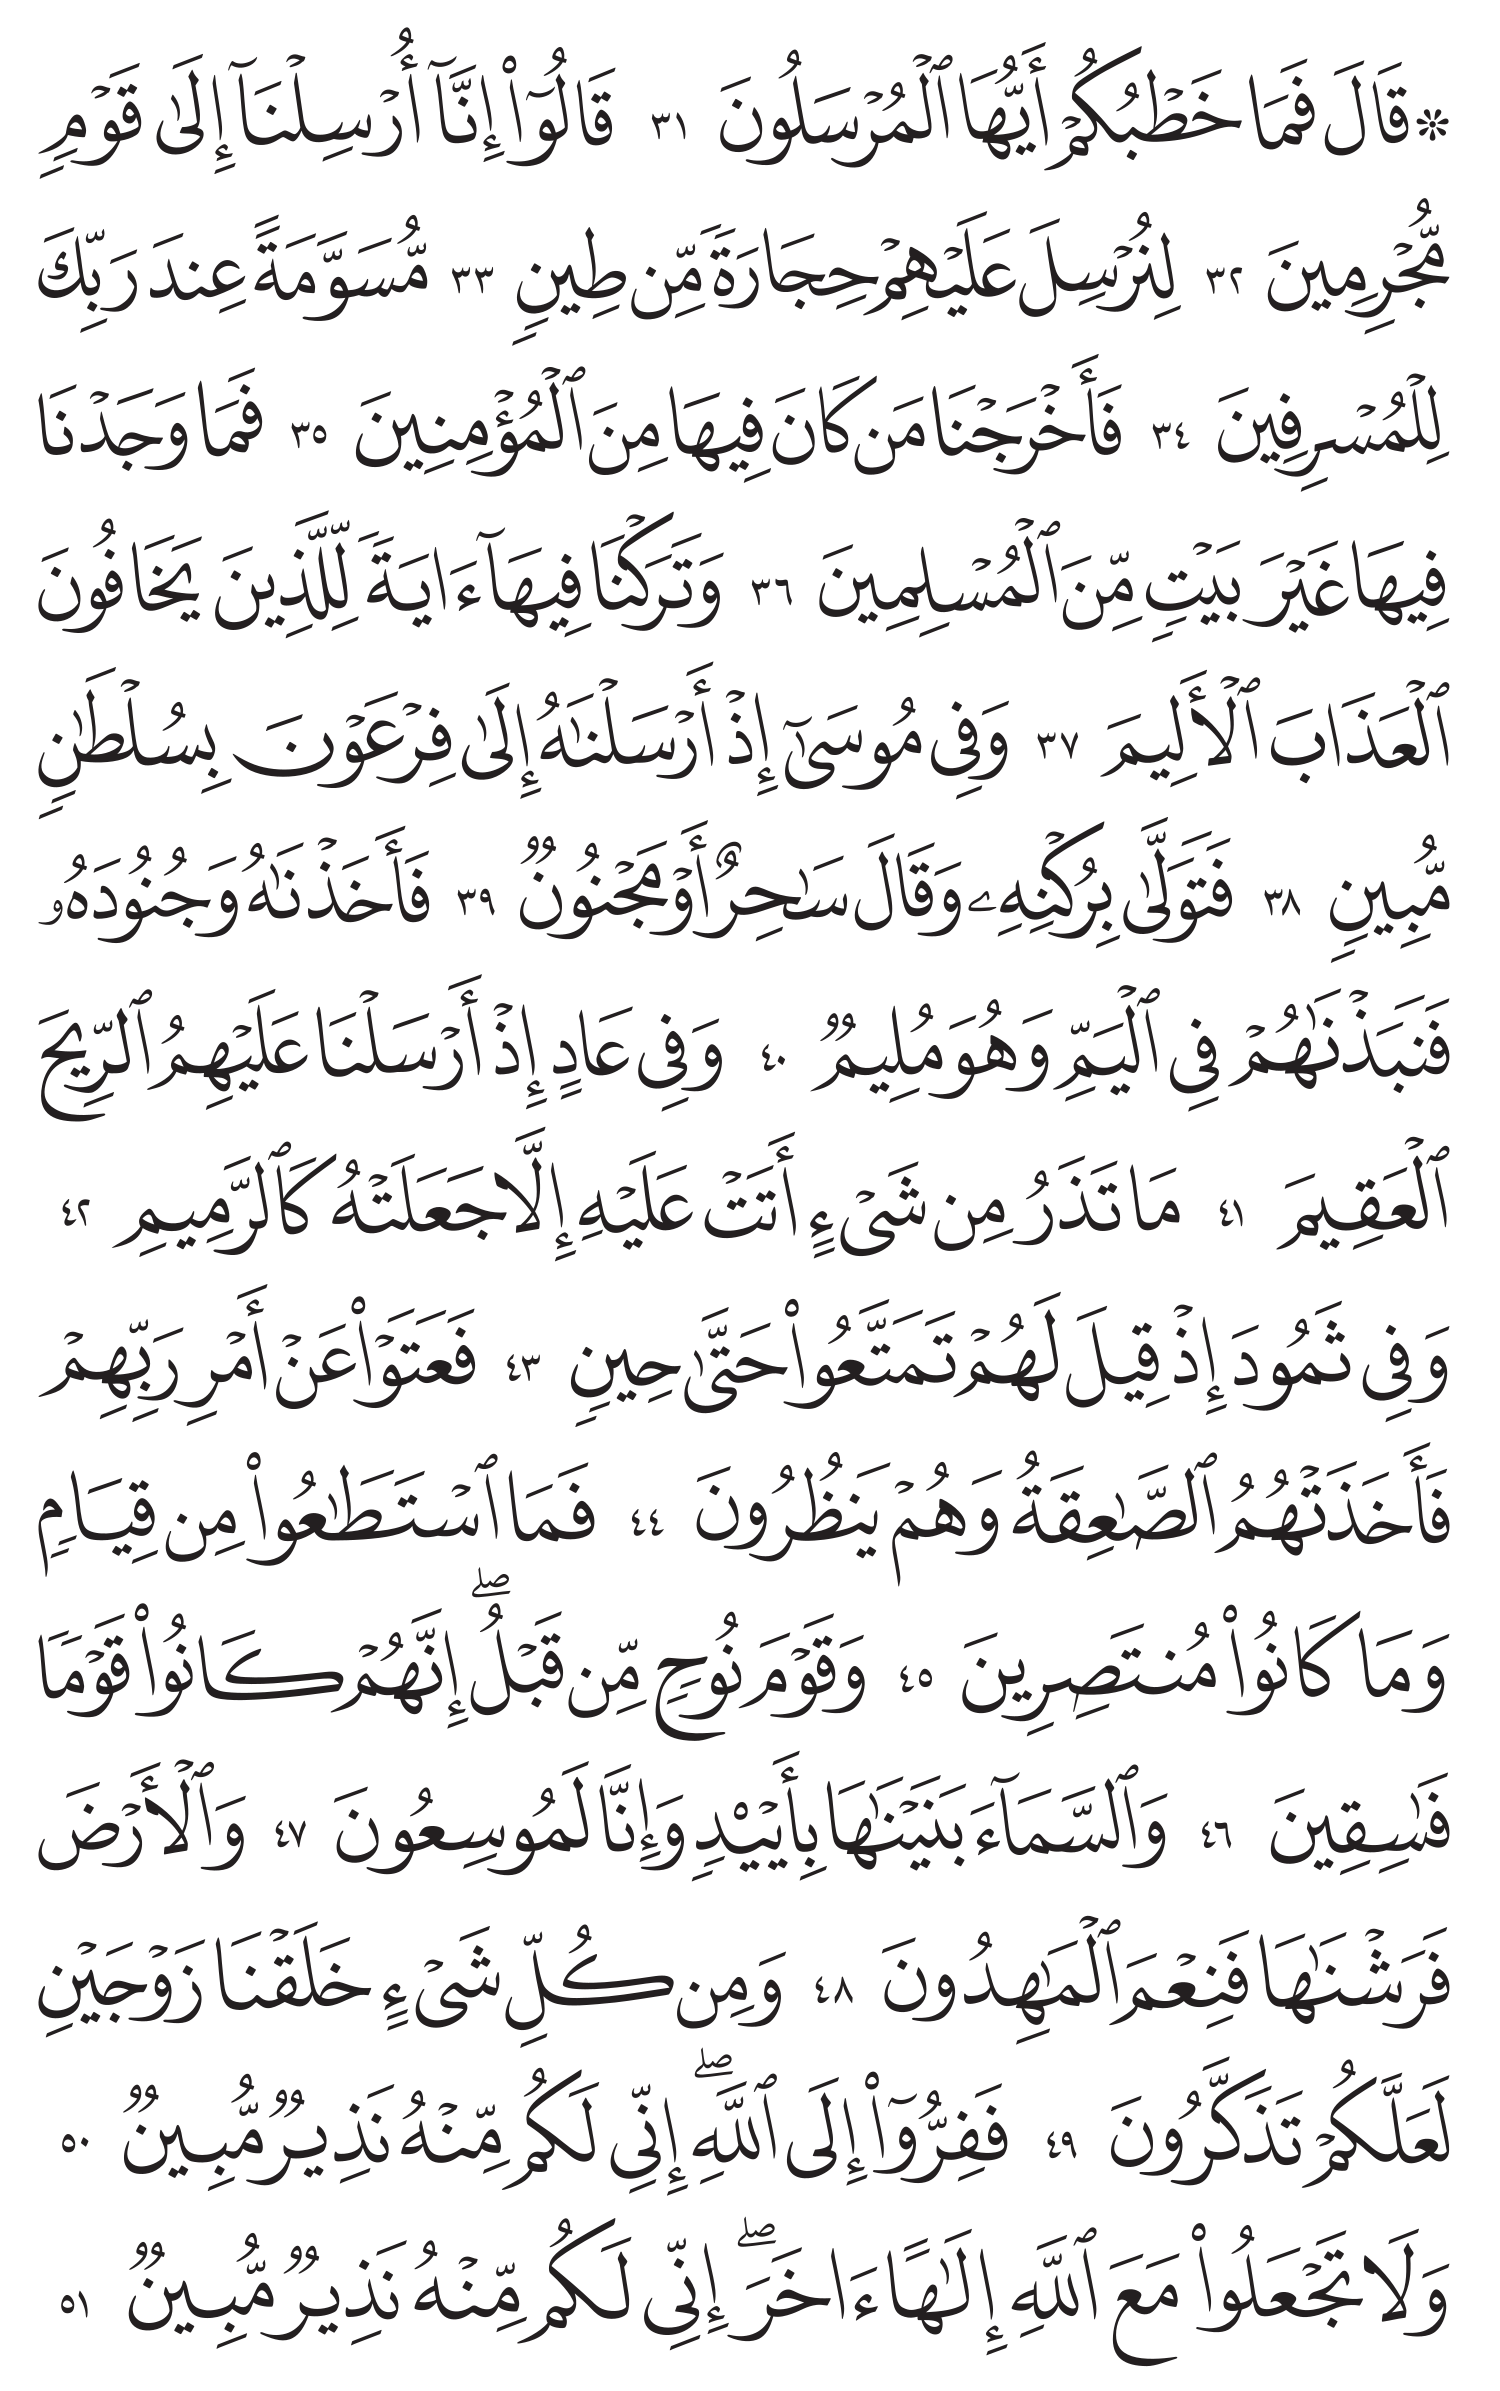 ۞قَالَ فَمَا خَطۡبُكُمۡ أَيُّهَا ٱلۡمُرۡسَلُونَ ٣١ قَالُوٓاْ إِنَّآ أُرۡسِلۡنَآ إِلَىٰ قَوۡمٖ
مُّجۡرِمِينَ ٣٢ لِنُرۡسِلَ عَلَيۡهِمۡ حِجَارَةٗ مِّن طِينٖ ٣٣ مُّسَوَّمَةً عِندَ رَبِّكَ
لِلۡمُسۡرِفِينَ ٣٤ فَأَخۡرَجۡنَا مَن كَانَ فِيهَا مِنَ ٱلۡمُؤۡمِنِينَ ٣٥ فَمَا وَجَدۡنَا
فِيهَا غَيۡرَ بَيۡتٖ مِّنَ ٱلۡمُسۡلِمِينَ ٣٦ وَتَرَكۡنَا فِيهَآ ءَايَةٗ لِّلَّذِينَ يَخَافُونَ
ٱلۡعَذَابَ ٱلۡأَلِيمَ ٣٧ وَفِي مُوسَىٰٓ إِذۡ أَرۡسَلۡنَٰهُ إِلَىٰ فِرۡعَوۡنَ بِسُلۡطَٰنٖ
مُّبِينٖ ٣٨ فَتَوَلَّىٰ بِرُكۡنِهِۦ وَقَالَ سَٰحِرٌ أَوۡ مَجۡنُونٞ ٣٩ فَأَخَذۡنَٰهُ وَجُنُودَهُۥ
فَنَبَذۡنَٰهُمۡ فِي ٱلۡيَمِّ وَهُوَ مُلِيمٞ ٤٠ وَفِي عَادٍ إِذۡ أَرۡسَلۡنَا عَلَيۡهِمُ ٱلرِّيحَ
ٱلۡعَقِيمَ ٤١ مَا تَذَرُ مِن شَيۡءٍ أَتَتۡ عَلَيۡهِ إِلَّا جَعَلَتۡهُ كَٱلرَّمِيمِ ٤٢
وَفِي ثَمُودَ إِذۡ قِيلَ لَهُمۡ تَمَتَّعُواْ حَتَّىٰ حِينٖ ٤٣ فَعَتَوۡاْ عَنۡ أَمۡرِ رَبِّهِمۡ
فَأَخَذَتۡهُمُ ٱلصَّٰعِقَةُ وَهُمۡ يَنظُرُونَ ٤٤ فَمَا ٱسۡتَطَٰعُواْ مِن قِيَامٖ
وَمَا كَانُواْ مُنتَصِرِينَ ٤٥ وَقَوۡمَ نُوحٖ مِّن قَبۡلُۖ إِنَّهُمۡ كَانُواْ قَوۡمٗا
فَٰسِقِينَ ٤٦ وَٱلسَّمَآءَ بَنَيۡنَٰهَا بِأَيۡيْدٖ وَإِنَّا لَمُوسِعُونَ ٤٧ وَٱلۡأَرۡضَ
فَرَشۡنَٰهَا فَنِعۡمَ ٱلۡمَٰهِدُونَ ٤٨ وَمِن كُلِّ شَيۡءٍ خَلَقۡنَا زَوۡجَيۡنِ
لَعَلَّكُمۡ تَذَكَّرُونَ ٤٩ فَفِرُّوٓاْ إِلَى ٱللَّهِۖ إِنِّي لَكُم مِّنۡهُ نَذِيرٞ مُّبِينٞ ٥٠
وَلَا تَجۡعَلُواْ مَعَ ٱللَّهِ إِلَٰهًا ءَاخَرَۖ إِنِّي لَكُم مِّنۡهُ نَذِيرٞ مُّبِينٞ ٥١